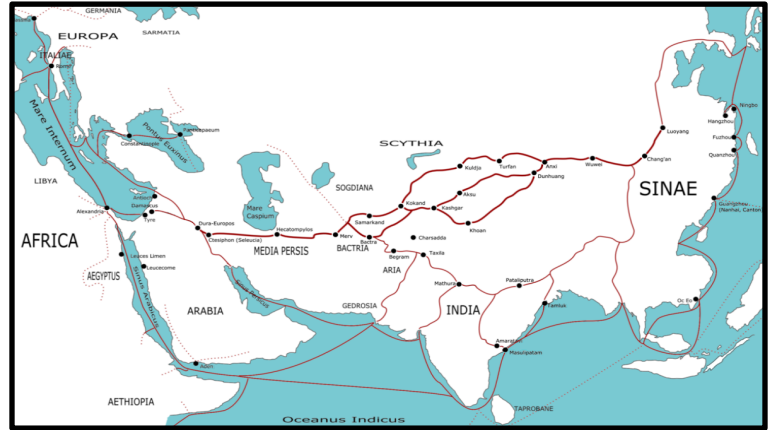 GERMANIA
EUROPA
SARMATIA
ITALIAE
Rome
Mare Internum
Pontus Euxinus
Panticapaeum
Constantinople
SCYTHIA
LIBYA
Antioch
Damascus
Tyre
Alexandria
Mare
Caspium
SOGDIANA
Kuldja
Turfan
Anxi
Wuwei
Dunhuang
Chang'an
Luoyang
Ningbo
Hangzhou
Fuzhou
Quanzhou
Guangzhou
(Nanhai, Canton)
SINAE
Aksu
Kokand
Kashgar
Samarkand
Khoan
Dura-Europos
Ctesiphon (Seleucia)
Hecatompylos
Merv
Bactra
Charsadda
MEDIA PERSIS
BACTRIA
Begram
Taxila
ARIA
AFRICA
AEGYPTUS
Leuces Limen
Leucecome
Sinus Arabicus
Sinus Persicus
ARABIA
GEDROSIA
Mathura
Pataliputra
INDIA
Tamluk
Oc Eo
Amaravati
Masulipatam
Aden
AETHIOPIA
TAPROBANE
Oceanus Indicus